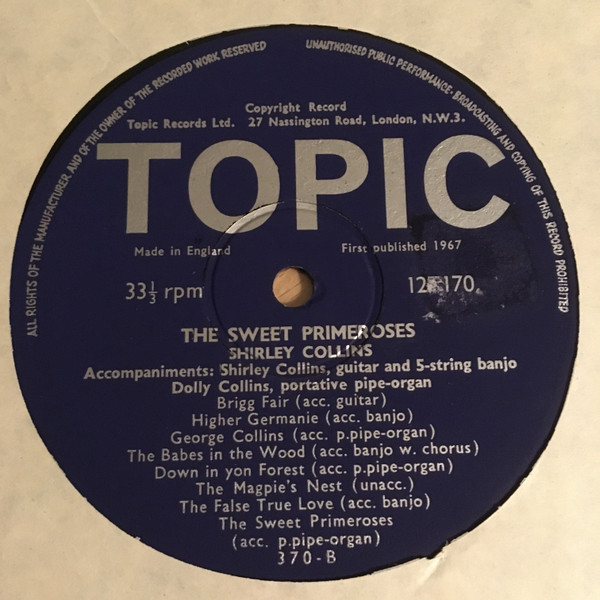 ALL RIGHTS OF THE MANUFACTURER AND OF THE OWNER OF THE RECORDED WORK RESERVED
UNAUTHORISED PUBLIC PERFORMANCE· BROADCASTING AND COPYING OF THIS RECORD PROHIBITED
Copyright Record
Topic Records Ltd. 27 Nassington Road, London, N.W.3.
TOPIC
Made in England
First published 1967
33⅓ rpm
12T170
THE SWEET PRIMEROSES
SHIRLEY COLLINS
Accompaniments: Shirley Collins, guitar and 5-string banjo
Dolly Collins, portative pipe-organ
Brigg Fair (acc. guitar)
Higher Germanie (acc. banjo)
George Collins (acc. p.pipe-organ)
The Babes in the Wood (acc. banjo w. chorus)
Down in yon Forest (acc. p.pipe-organ)
The Magpie's Nest (unacc.)
The False True Love (acc. banjo)
The Sweet Primeroses
(acc. p.pipe-organ)
370-B